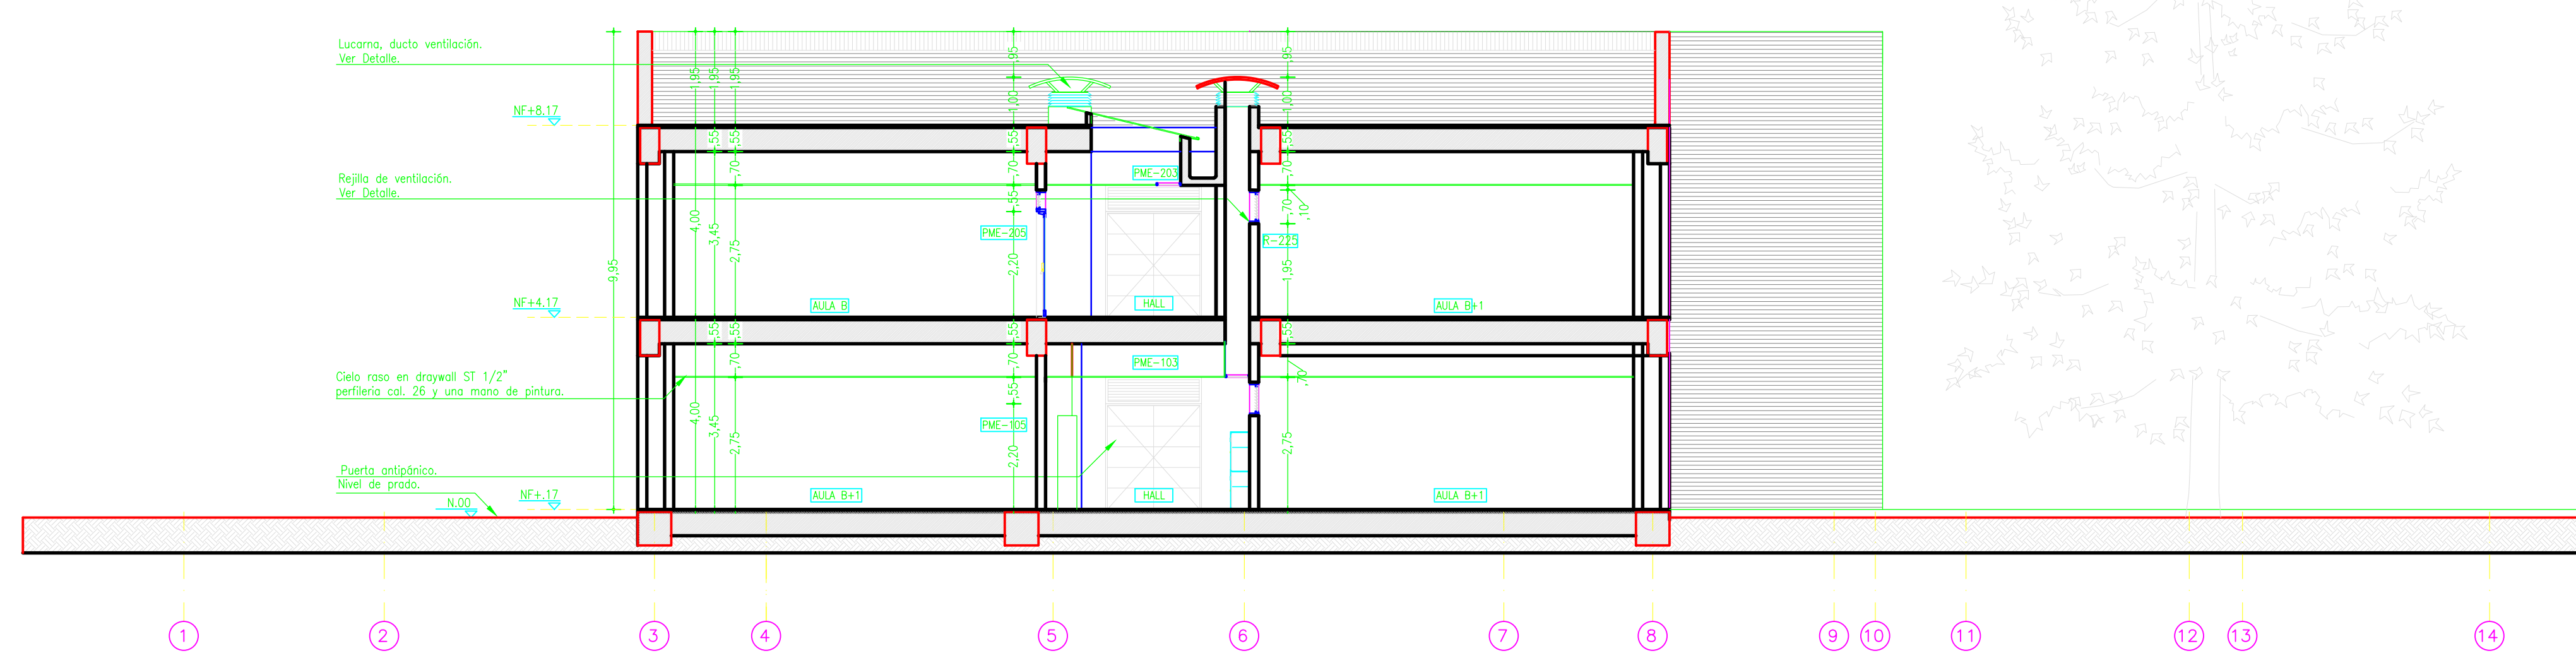 Lucarna, ducto ventilación.
Ver Detalle.
NF+8.17
Rejilla de ventilación.
Ver Detalle.
NF+4.17
Cielo raso en draywall ST 1/2"
perfileria cal. 26 y una mano de pintura.
Puerta antipánico.
Nivel de prado.
N.00
NF+.17
9,95
1,95
1,95
1,95
,55
,55
4,00
3,45
,70
2,75
,55
,55
4,00
3,45
,70
2,75
,95
1,00
,55
,70
,55
2,20
,55
,70
,55
2,20
,95
1,00
,55
,70
,70
,10
1,95
,55
,70
2,75
PME-203
PME-205
R-225
AULA B
HALL
AULA B+1
PME-103
PME-105
AULA B+1
HALL
AULA B+1
1
2
3
4
5
6
7
8
9
10
11
12
13
14